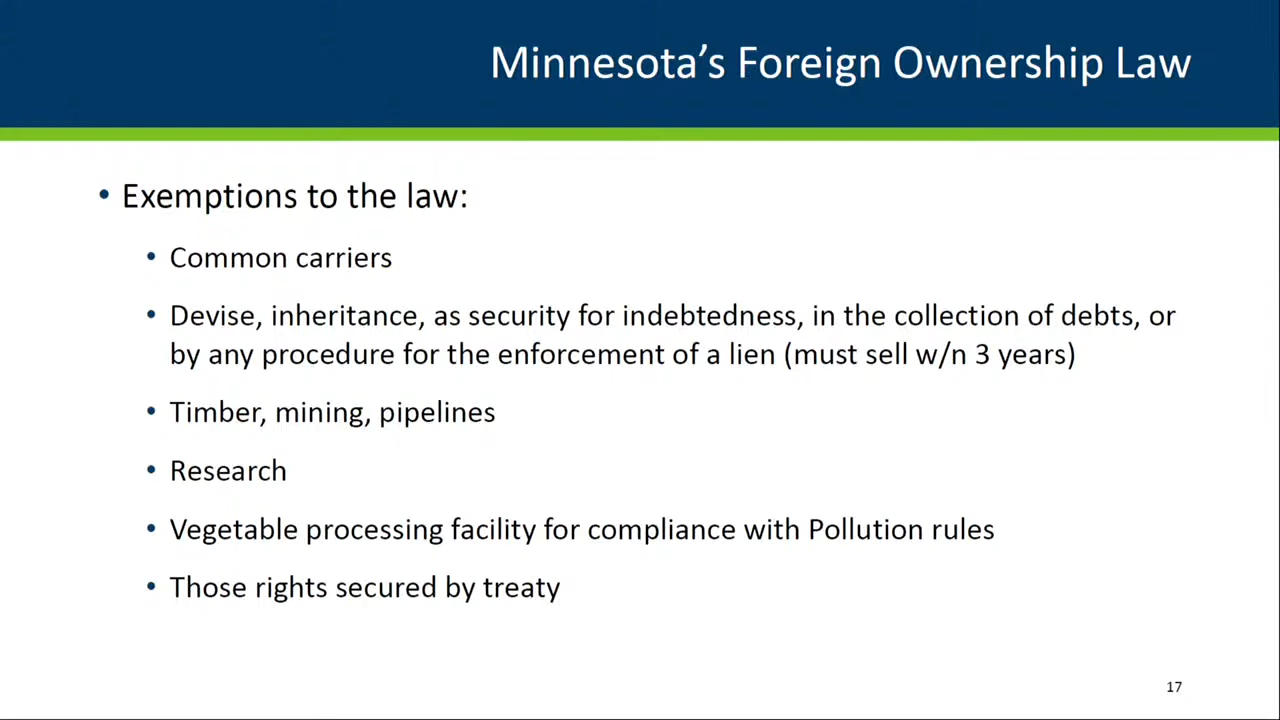 Minnesota’s Foreign Ownership Law
• Exemptions to the law:
• Common carriers
• Devise, inheritance, as security for indebtedness, in the collection of debts, or
by any procedure for the enforcement of a lien (must sell w/n 3 years)
• Timber, mining, pipelines
• Research
• Vegetable processing facility for compliance with Pollution rules
• Those rights secured by treaty
17